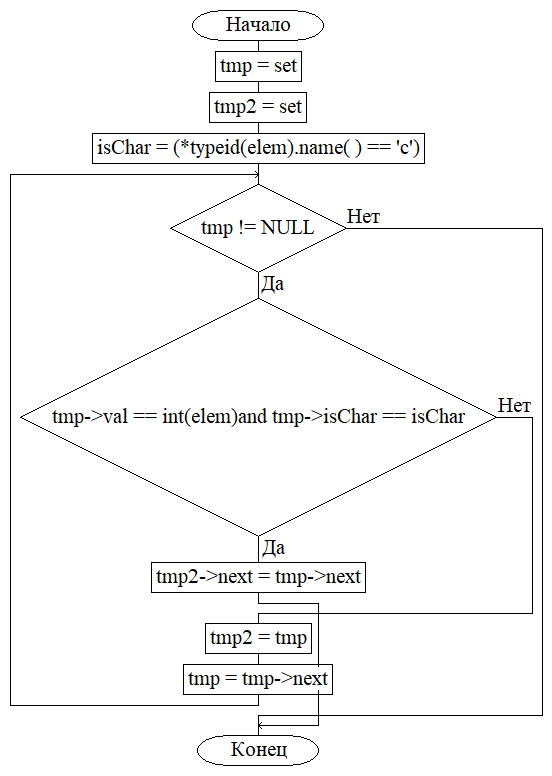 Начало
tmp = set
tmp2 = set
isChar = (*typeid(elem).name( ) == 'c')
tmp != NULL
Нет
Да
tmp->val == int(elem)and tmp->isChar == isChar
Нет
Да
tmp2->next = tmp->next
tmp2 = tmp
tmp = tmp->next
Конец